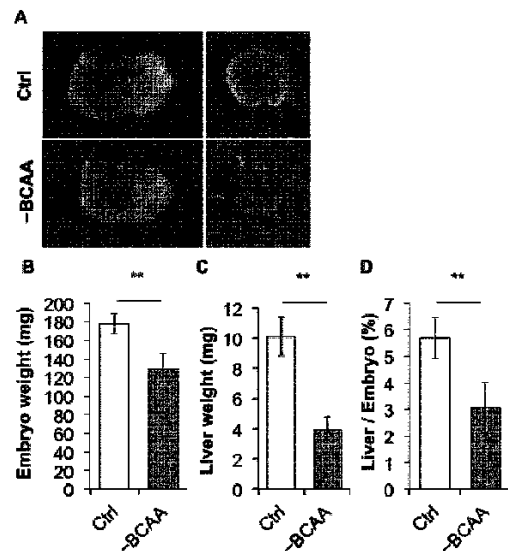 A
Ctrl
–BCAA
B
**
Embryo weight (mg)
200
180
160
140
120
100
80
60
40
20
0
Ctrl
–BCAA
C
**
Liver weight (mg)
12
10
8
6
4
2
0
Ctrl
–BCAA
D
**
Liver / Embryo (%)
7
6
5
4
3
2
1
0
Ctrl
–BCAA